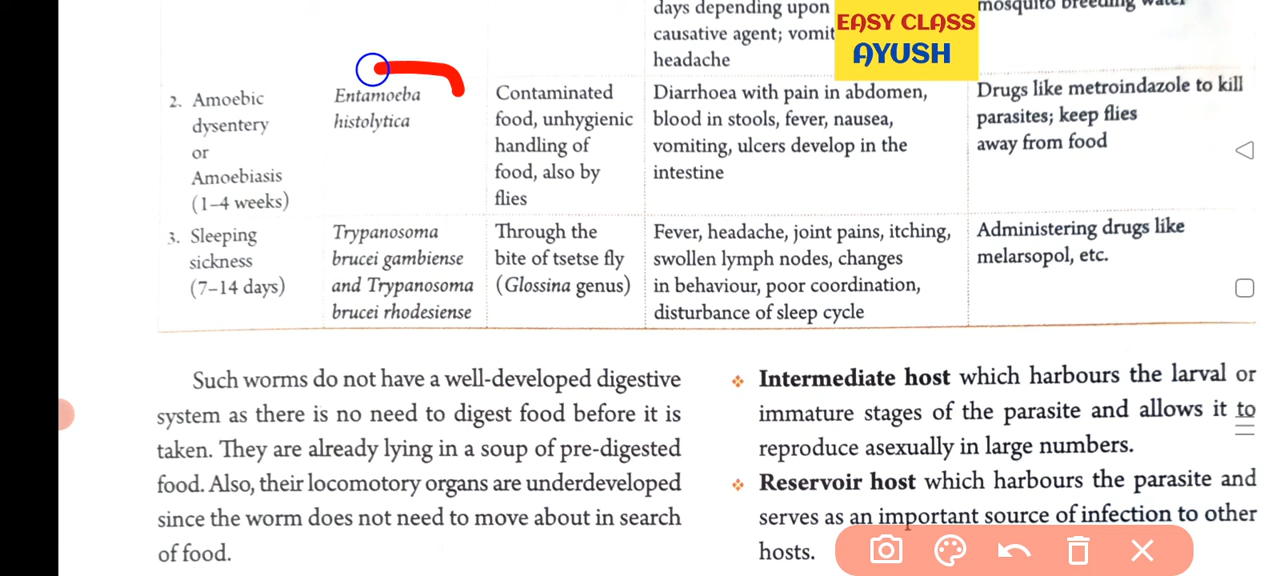 days depending upon
causative agent; vomit
headache
mosquito breeding water
EASY CLASS
AYUSH
2. Amoebic
dysentery
or
Amoebiasis
(1–4 weeks)
Entamoeba
histolytica
Contaminated
food, unhygienic
handling of
food, also by
flies
Diarrhoea with pain in abdomen,
blood in stools, fever, nausea,
vomiting, ulcers develop in the
intestine
Drugs like metroindazole to kill
parasites; keep flies
away from food
3. Sleeping
sickness
(7–14 days)
Trypanosoma
brucei gambiense
and Trypanosoma
brucei rhodesiense
Through the
bite of tsetse fly
(Glossina genus)
Fever, headache, joint pains, itching,
swollen lymph nodes, changes
in behaviour, poor coordination,
disturbance of sleep cycle
Administering drugs like
melarsopol, etc.
Such worms do not have a well-developed digestive
system as there is no need to digest food before it is
taken. They are already lying in a soup of pre-digested
food. Also, their locomotory organs are underdeveloped
since the worm does not need to move about in search
of food.
❖ Intermediate host which harbours the larval or
immature stages of the parasite and allows it to
reproduce asexually in large numbers.
❖ Reservoir host which harbours the parasite and
serves as an important source of infection to other
hosts.